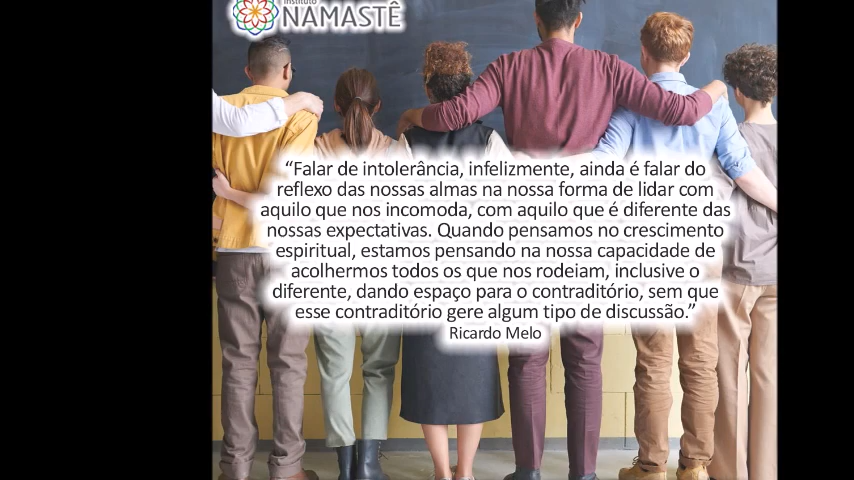 Instituto
NAMASTÊ
“Falar de intolerância, infelizmente, ainda é falar do
reflexo das nossas almas na nossa forma de lidar com
aquilo que nos incomoda, com aquilo que é diferente das
nossas expectativas. Quando pensamos no crescimento
espiritual, estamos pensando na nossa capacidade de
acolhermos todos os que nos rodeiam, inclusive o
diferente, dando espaço para o contraditório, sem que
esse contraditório gere algum tipo de discussão.”
Ricardo Melo